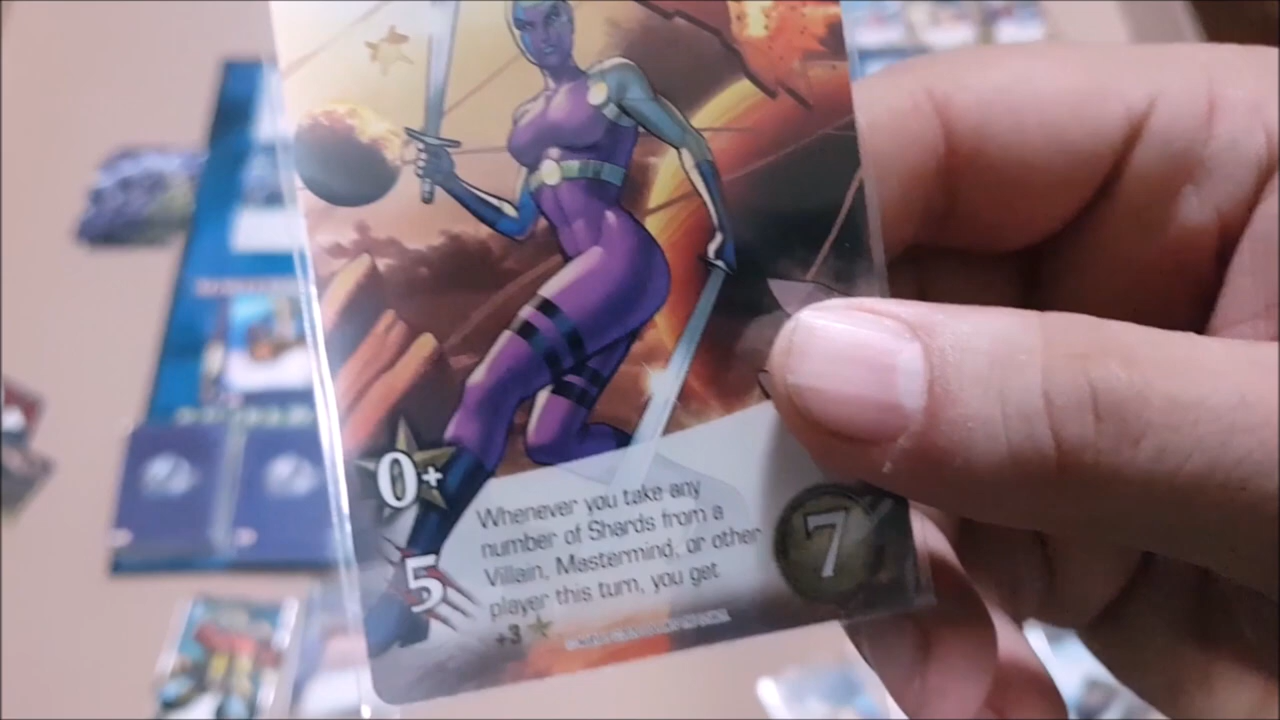 0+
Whenever you take any
number of Shards from a
Villain, Mastermind, or other
player this turn, you get
+3
5
7